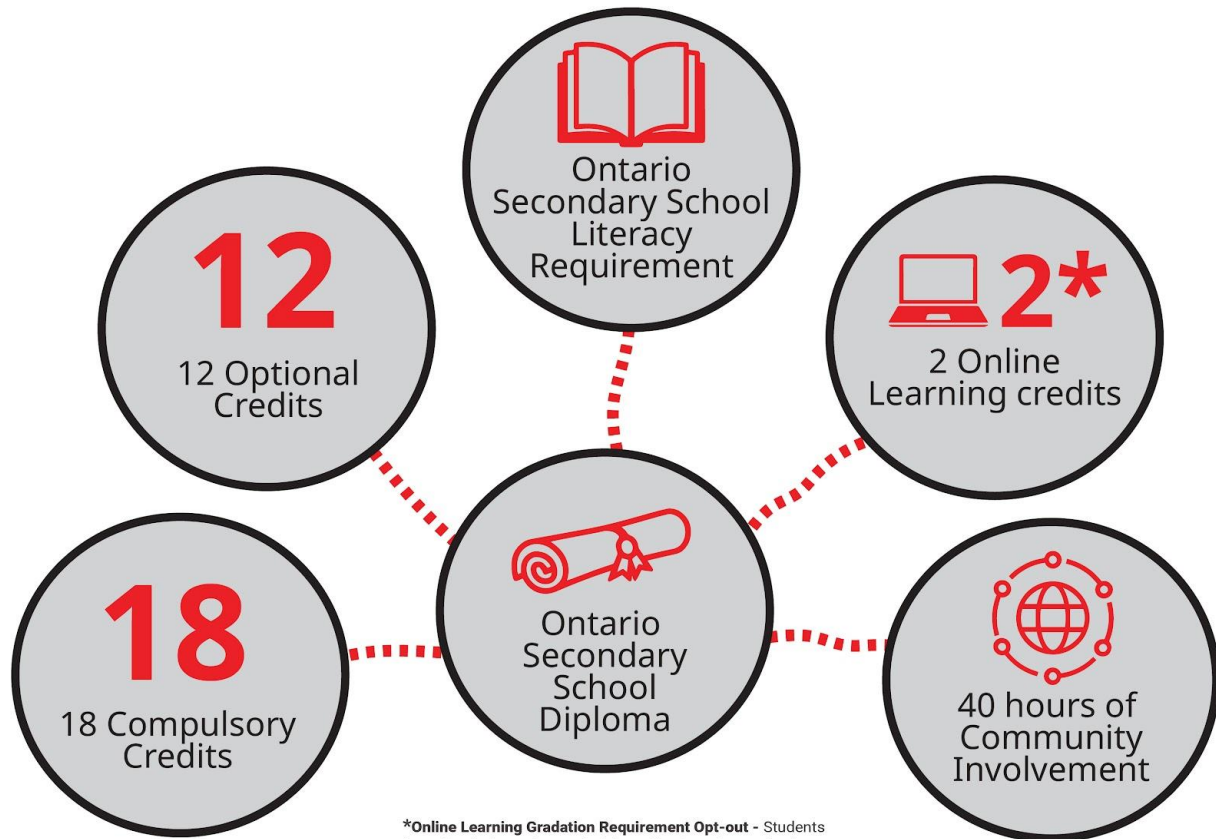 Ontario
Secondary School
Literacy
Requirement
12
12 Optional
Credits
2*
2 Online
Learning credits
18
18 Compulsory
Credits
Ontario
Secondary
School
Diploma
40 hours of
Community
Involvement
*Online Learning Gradation Requirement Opt-out - Students